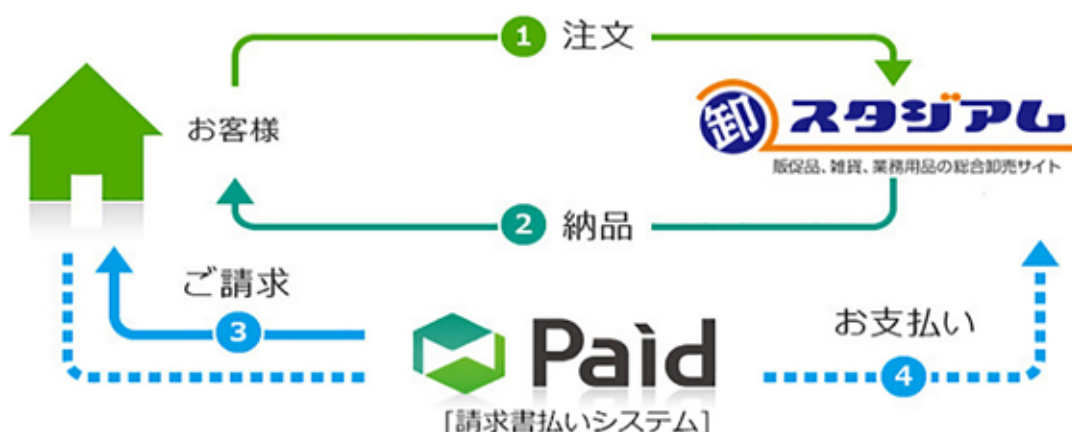 1 注文
お客様
卸 スタジアム
販促品、雑貨、業務用品の総合卸売サイト
2 納品
ご請求
3
Paid
お支払い
4
[請求書払いシステム]